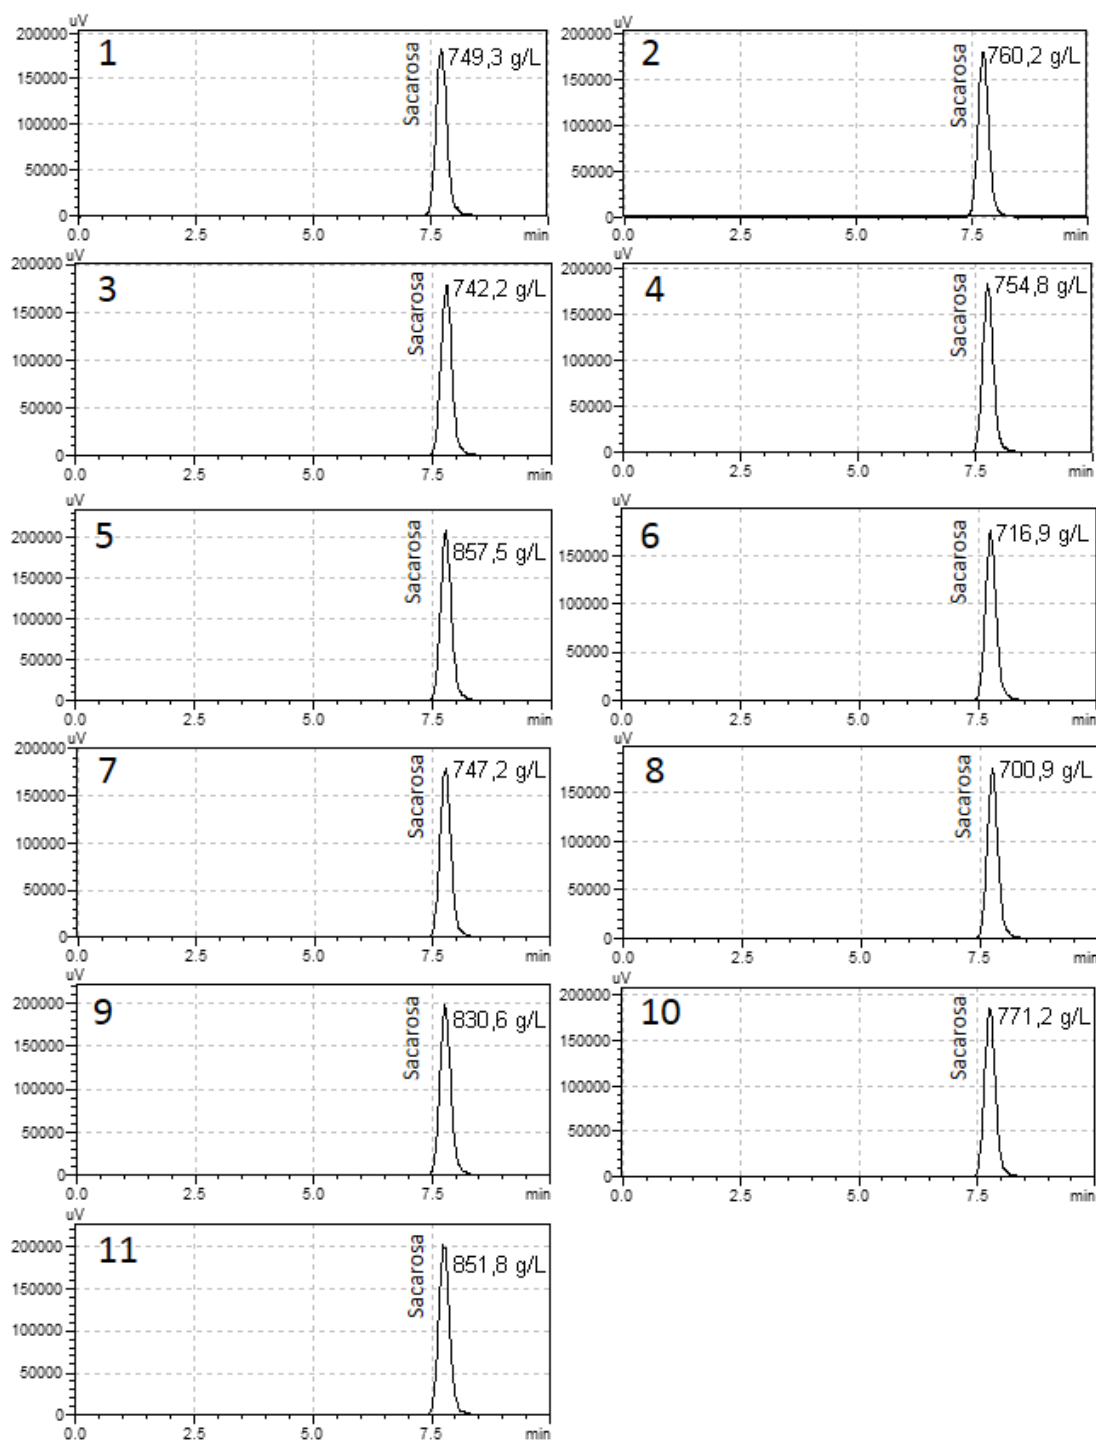 uV
200000
1
749,3 g/L
Sacarosa
150000
100000
50000
0
0.0 2.5 5.0 7.5 min
uV
200000
2
760,2 g/L
Sacarosa
150000
100000
50000
0
0.0 2.5 5.0 7.5 min
uV
200000
3
742,2 g/L
Sacarosa
150000
100000
50000
0
0.0 2.5 5.0 7.5 min
uV
200000
4
754,8 g/L
Sacarosa
150000
100000
50000
0
0.0 2.5 5.0 7.5 min
uV
5
200000
857,5 g/L
Sacarosa
150000
100000
50000
0
0.0 2.5 5.0 7.5 min
uV
6
716,9 g/L
Sacarosa
150000
100000
50000
0
0.0 2.5 5.0 7.5 min
uV
200000
7
747,2 g/L
Sacarosa
150000
100000
50000
0
0.0 2.5 5.0 7.5 min
uV
8
700,9 g/L
Sacarosa
150000
100000
50000
0
0.0 2.5 5.0 7.5 min
uV
200000
9
830,6 g/L
Sacarosa
150000
100000
50000
0
0.0 2.5 5.0 7.5 min
uV
200000
10
771,2 g/L
Sacarosa
150000
100000
50000
0
0.0 2.5 5.0 7.5 min
uV
200000
11
851,8 g/L
Sacarosa
150000
100000
50000
0
0.0 2.5 5.0 7.5 min